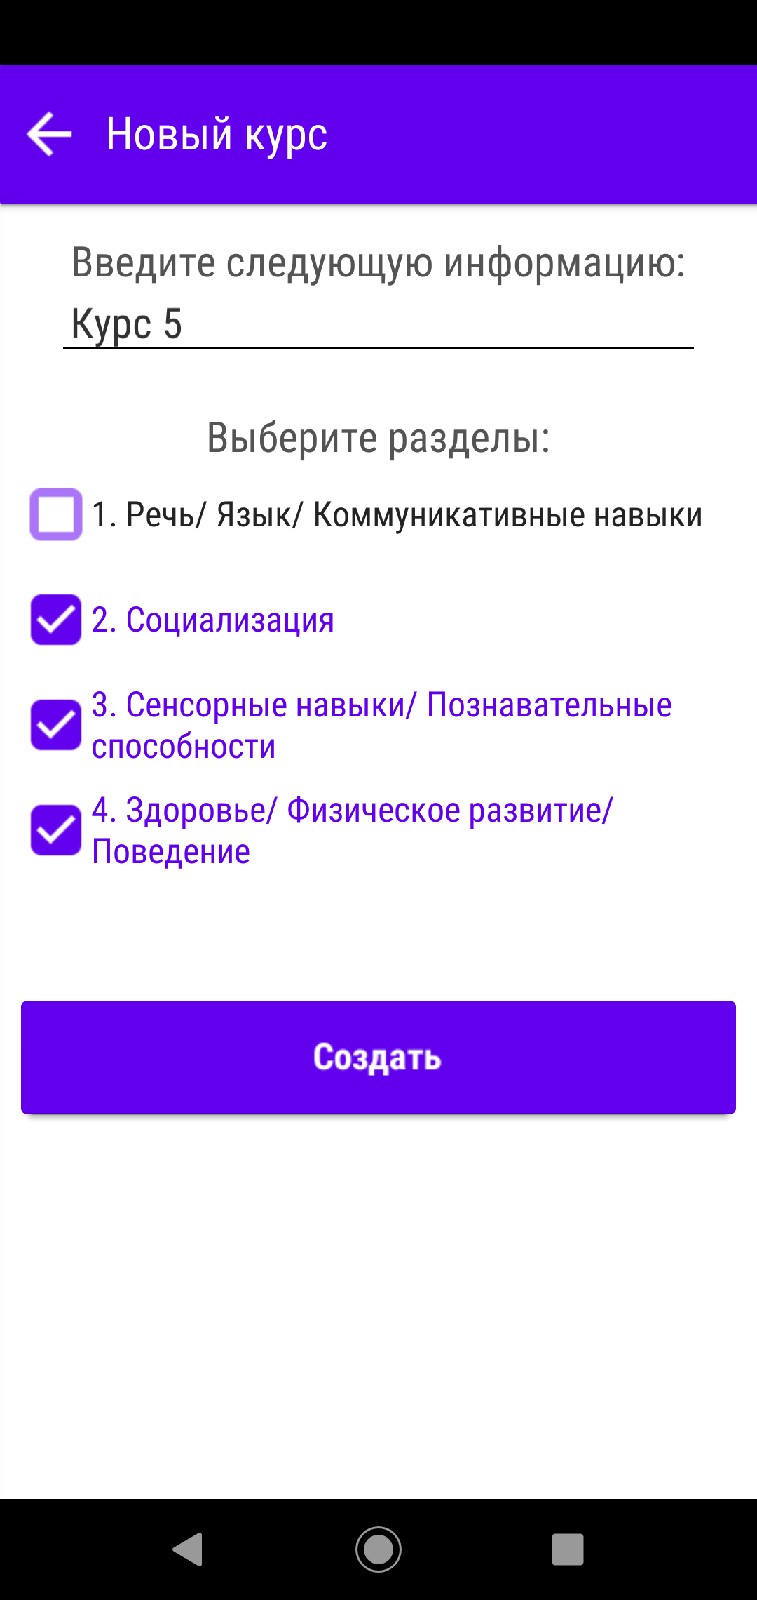 Новый курс
Введите следующую информацию:
Курс 5
Выберите разделы:
1. Речь/ Язык/ Коммуникативные навыки
2. Социализация
3. Сенсорные навыки/ Познавательные
способности
4. Здоровье/ Физическое развитие/
Поведение
Создать